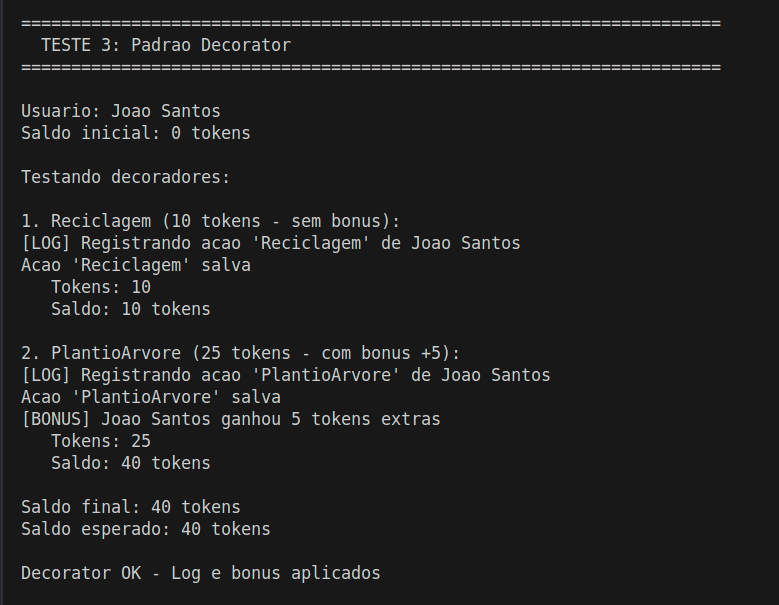 ======================================================================
  TESTE 3: Padrao Decorator
======================================================================
Usuario: Joao Santos
Saldo inicial: 0 tokens
Testando decoradores:
1. Reciclagem (10 tokens - sem bonus):
[LOG] Registrando acao 'Reciclagem' de Joao Santos
Acao 'Reciclagem' salva
   Tokens: 10
   Saldo: 10 tokens
2. PlantioArvore (25 tokens - com bonus +5):
[LOG] Registrando acao 'PlantioArvore' de Joao Santos
Acao 'PlantioArvore' salva
[BONUS] Joao Santos ganhou 5 tokens extras
   Tokens: 25
   Saldo: 40 tokens
Saldo final: 40 tokens
Saldo esperado: 40 tokens
Decorator OK - Log e bonus aplicados